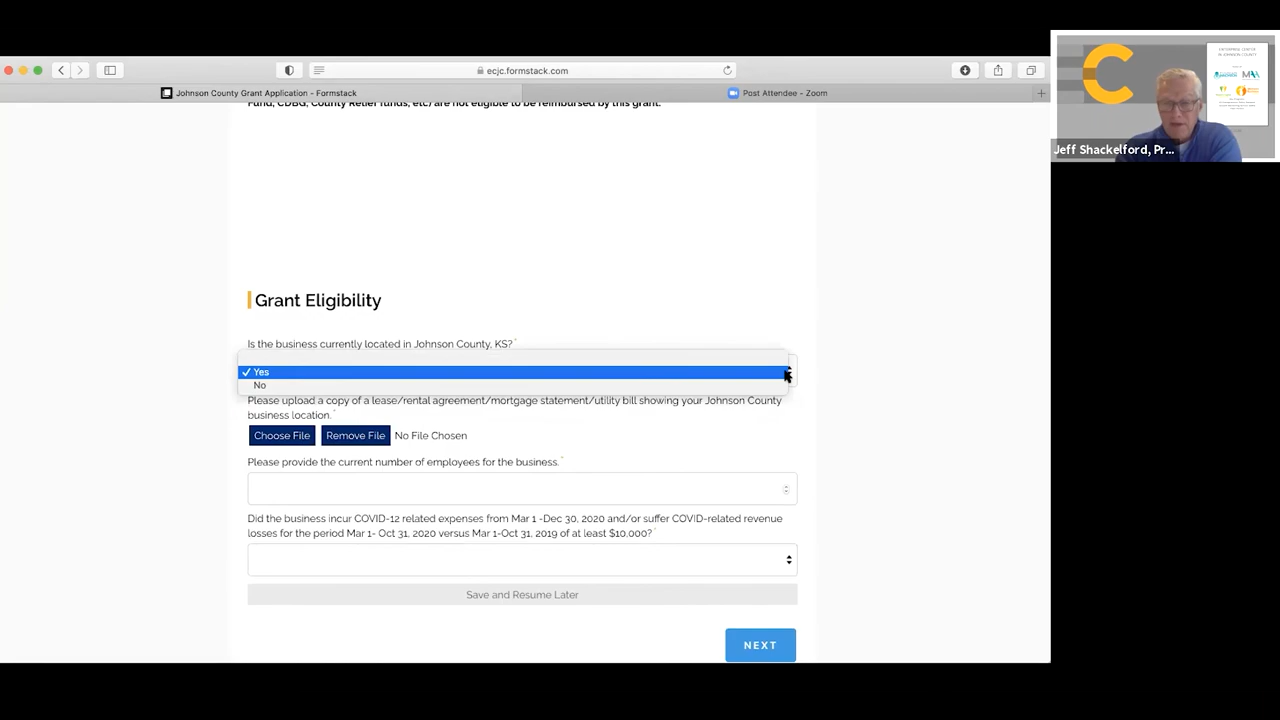 ecjc.formstack.com
Johnson County Grant Application - Formstack
Post Attendee - Zoom
Fund, CDBG, County Relief funds, etc) are not eligible to be reimbursed by this grant.
Grant Eligibility
Is the business currently located in Johnson County, KS?*
✓ Yes
No
Please upload a copy of a lease/rental agreement/mortgage statement/utility bill showing your Johnson County
business location.*
Choose File Remove File No File Chosen
Please provide the current number of employees for the business.*
Did the business incur COVID-12 related expenses from Mar 1 -Dec 30, 2020 and/or suffer COVID-related revenue
losses for the period Mar 1- Oct 31, 2020 versus Mar 1-Oct 31, 2019 of at least $10,000?*
Save and Resume Later
NEXT
Jeff Shackelford, Pr...